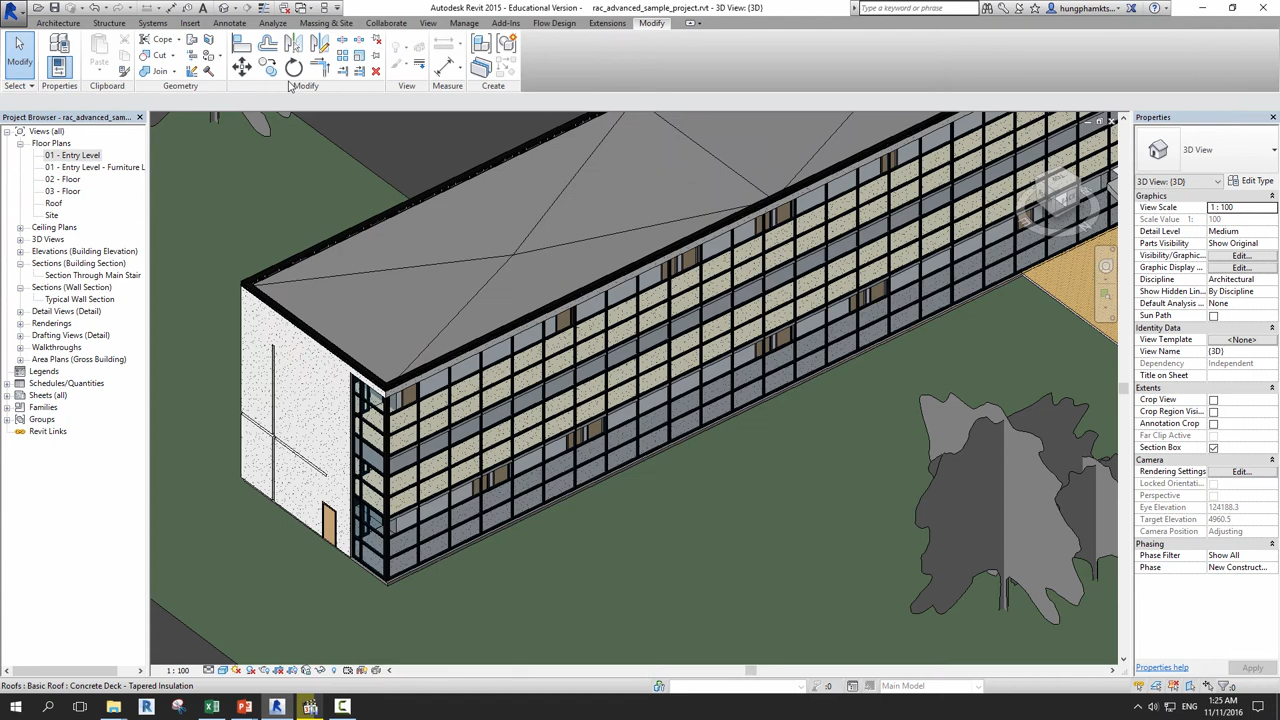 Autodesk Revit 2015 - Educational Version - rac_advanced_sample_project.rvt - 3D View: {3D}
Type a keyword or phrase
hungphamkts...
Architecture Structure Systems Insert Annotate Analyze Massing & Site Collaborate View Manage Add-Ins Flow Design Extensions Modify
Modify Paste Cope Cut Join
Select Properties Clipboard Geometry Modify View Measure Create
Project Browser - rac_advanced_sam...
Views (all)
Floor Plans
01 - Entry Level
01 - Entry Level - Furniture L
02 - Floor
03 - Floor
Roof
Site
Ceiling Plans
3D Views
Elevations (Building Elevation)
Sections (Building Section)
Section Through Main Stair
Sections (Wall Section)
Typical Wall Section
Detail Views (Detail)
Renderings
Drafting Views (Detail)
Walkthroughs
Area Plans (Gross Building)
Legends
Schedules/Quantities
Sheets (all)
Families
Groups
Revit Links
Properties
3D View
3D View: {3D} Edit Type
Graphics
View Scale 1 : 100
Scale Value 1: 100
Detail Level Medium
Parts Visibility Show Original
Visibility/Graphic... Edit...
Graphic Display ... Edit...
Discipline Architectural
Show Hidden Lin... By Discipline
Default Analysis ... None
Sun Path
Identity Data
View Template <None>
View Name {3D}
Dependency Independent
Title on Sheet
Extents
Crop View
Crop Region Visi...
Annotation Crop
Far Clip Active
Section Box
Camera
Rendering Settings Edit...
Locked Orientati...
Perspective
Eye Elevation 124188.3
Target Elevation 4960.5
Camera Position Adjusting
Phasing
Phase Filter Show All
Phase New Construct...
Properties help Apply
1 : 100
Roofs : Basic Roof : Concrete Deck - Tapered Insulation
:0 Main Model :0
ENG
1:25 AM
11/11/2016